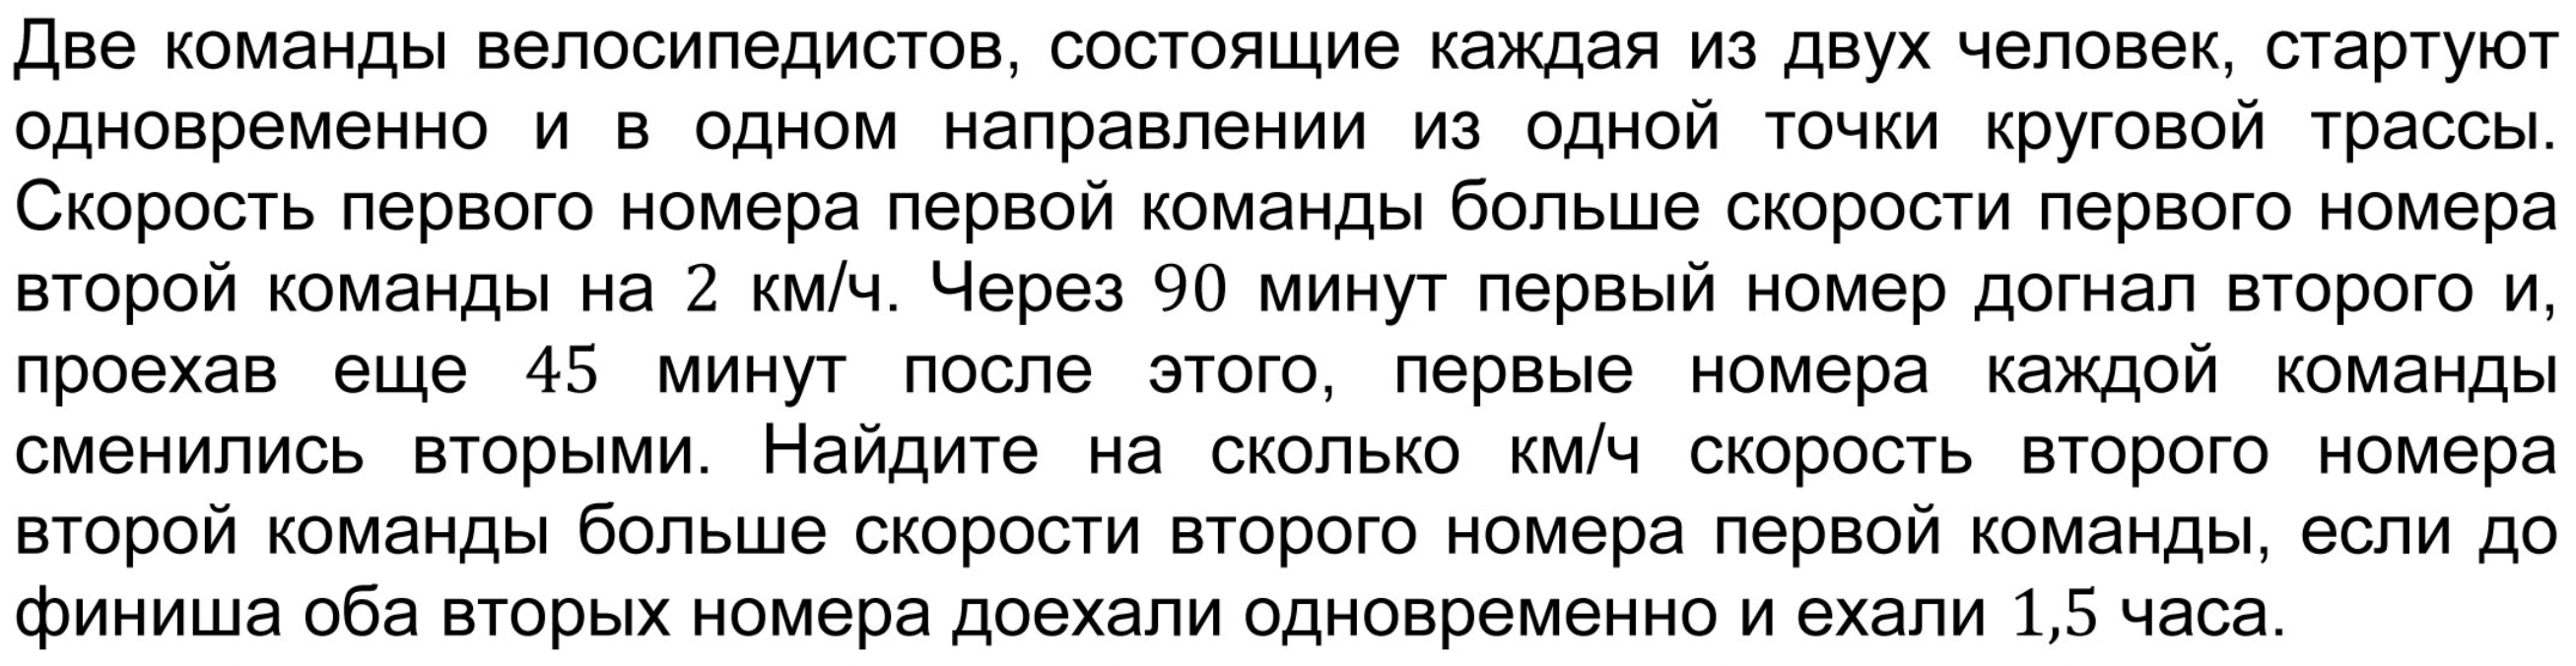 Две команды велосипедистов, состоящие каждая из двух человек, стартуют
одновременно и в одном направлении из одной точки круговой трассы.
Скорость первого номера первой команды больше скорости первого номера
второй команды на 2 км/ч. Через 90 минут первый номер догнал второго и,
проехав еще 45 минут после этого, первые номера каждой команды
сменились вторыми. Найдите на сколько км/ч скорость второго номера
второй команды больше скорости второго номера первой команды, если до
финиша оба вторых номера доехали одновременно и ехали 1,5 часа.